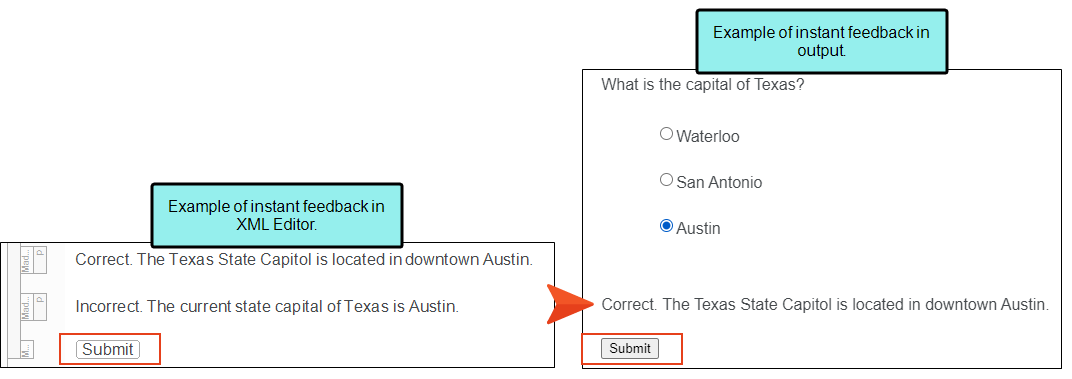 Example of instant feedback in
output.
What is the capital of Texas?
Waterloo
San Antonio
Austin
Example of instant feedback in
XML Editor.
Mad...
p
Correct. The Texas State Capitol is located in downtown Austin.
Mad...
p
Incorrect. The current state capital of Texas is Austin.
M...
Submit
Correct. The Texas State Capitol is located in downtown Austin.
Submit